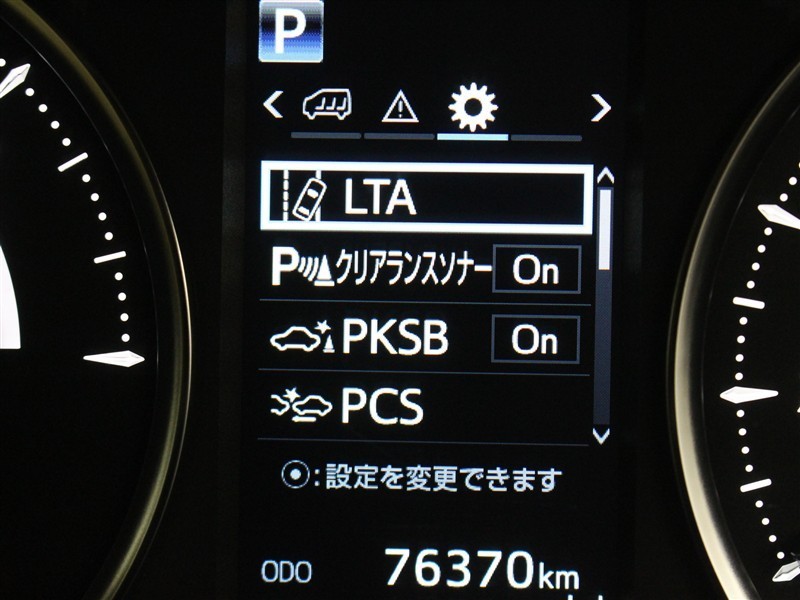 P
LTA
Pクリアランスソナー On
PKSB On
PCS
:設定を変更できます
ODO 76370km